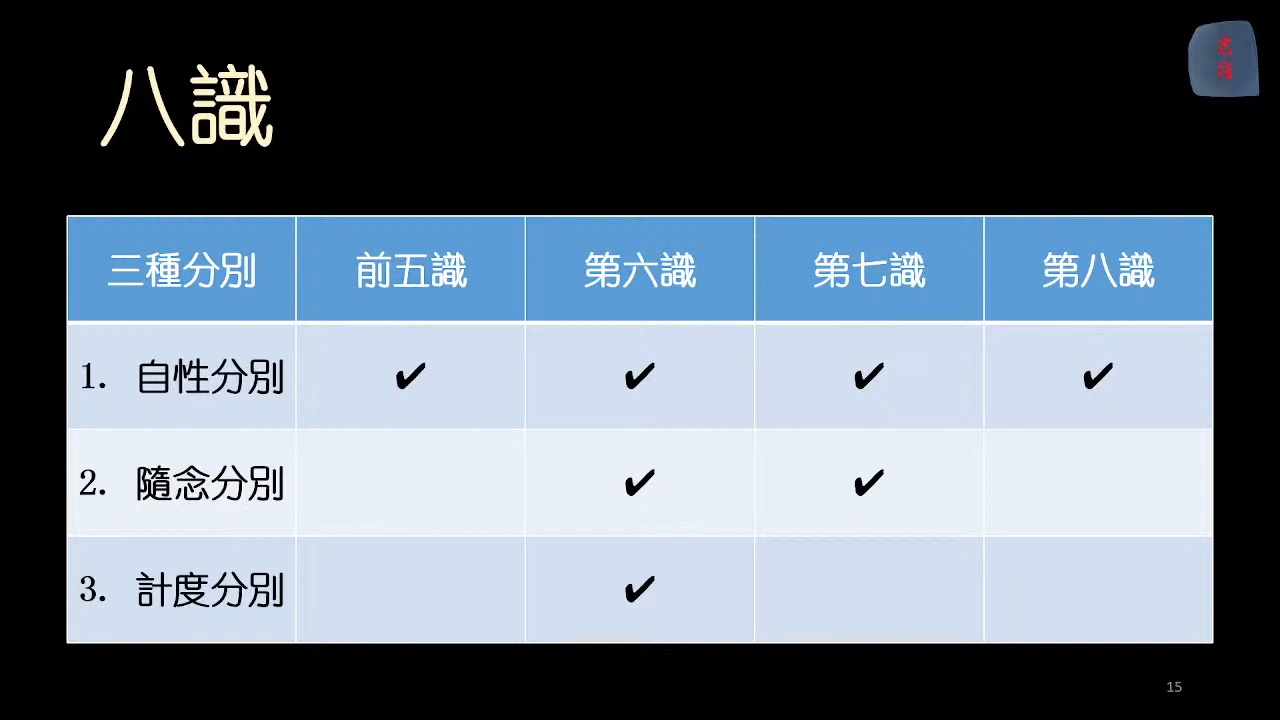 八識
三種分別 前五識 第六識 第七識 第八識
1. 自性分別 ✔ ✔ ✔ ✔
2. 隨念分別 ✔ ✔
3. 計度分別 ✔
15